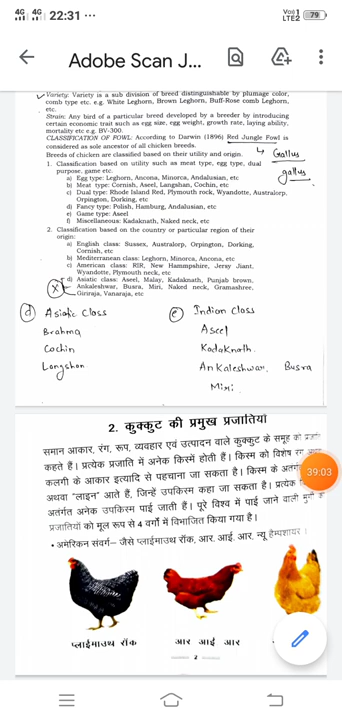 4G 4G 22:31 ... Vo)) 1 LTE2 79
Adobe Scan J...
Variety: Variety is a sub division of breed distinguishable by plumage color,
comb type etc. e.g. White Leghorn, Brown Leghorn, Buff-Rose comb Leghorn,
etc.
Strain: Any bird of a particular breed developed by a breeder by introducing
certain economic trait such as egg size, egg weight, growth rate, laying ability,
mortality etc e.g. BV-300.
CLASSIFICATION OF FOWL: According to Darwin (1896) Red Jungle Fowl is
considered as sole ancestor of all chicken breeds.
Gallus
gallus
Breeds of chicken are classified based on their utility and origin.
1. Classification based on utility such as meat type, egg type, dual
purpose, game etc.
a) Egg type: Leghorn, Ancona, Minorca, Andalusian, etc
b) Meat type: Cornish, Aseel, Langshan, Cochin, etc
c) Dual type: Rhode Island Red, Plymouth rock, Wyandotte, Australorp,
Orpington, Dorking, etc
d) Fancy type: Polish, Hamburg, Andalusian, etc
e) Game type: Aseel
f) Miscellaneous: Kadaknath, Naked neck, etc
2. Classification based on the country or particular region of their
origin:
a) English class: Sussex, Australorp, Orpington, Dorking,
Cornish, etc
b) Mediterranean class: Leghorn, Minorca, Ancona, etc
c) American class: RIR, New Hampshire, Jersy Jiant,
Wyandotte, Plymouth neck, etc
d) Asiatic class: Aseel, Malay, Kadaknath, Punjab brown,
Ankaleshwar, Busra, Miri, Naked neck, Gramashree,
Giriraja, Vanaraja, etc
X
d Asiatic Class
Brahma
Cochin
Langshan
e Indian Class
Aseel
Kadaknath.
Ankaleshwar. Busra
Miri
2. कुक्कुट की प्रमुख प्रजातियां
समान आकार, रंग, रूप, व्यवहार एवं उत्पादन वाले कुक्कुट के समूह को
कहते हैं। प्रत्येक प्रजाति में अनेक किस्में होती हैं। किस्म को विशेष रंग
कलगी के आकार इत्यादि से पहचाना जा सकता है। किस्म के
अथवा "लाइन" आते हैं, जिन्हें उपकिस्म कहा जा सकता है। प्रत्येक
अतंर्गत अनेक उपकिस्म पाई जाती हैं। पूरे विश्व में पाई जाने वाली
प्रजातियों को मूल रूप से 4 वर्गों में विभाजित किया गया है।
39:03
• अमेरिकन संवर्ग– जैसे प्लाईमाउथ रॉक, आर. आई. आर. न्यू हैम्पशायर
प्लाईमाउथ रॉक
आर आई आर
2